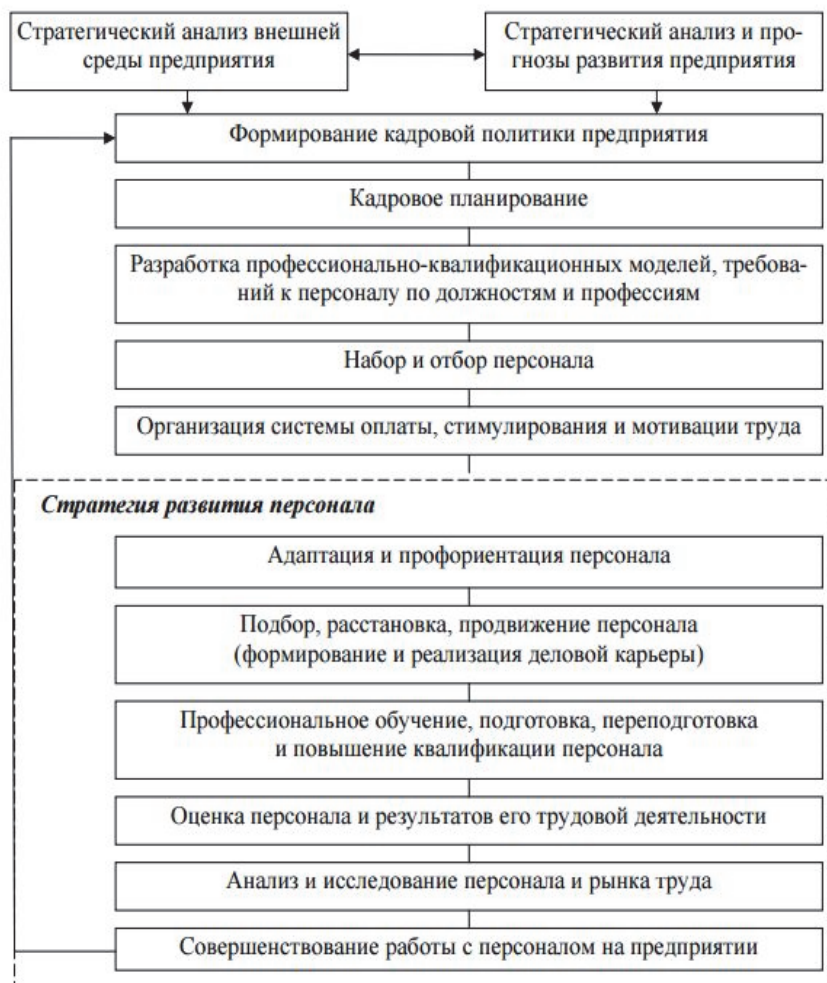 Стратегический анализ внешней
среды предприятия
Стратегический анализ и про-
гнозы развития предприятия
Формирование кадровой политики предприятия
Кадровое планирование
Разработка профессионально-квалификационных моделей, требова-
ний к персоналу по должностям и профессиям
Набор и отбор персонала
Организация системы оплаты, стимулирования и мотивации труда
Стратегия развития персонала
Адаптация и профориентация персонала
Подбор, расстановка, продвижение персонала
(формирование и реализация деловой карьеры)
Профессиональное обучение, подготовка, переподготовка
и повышение квалификации персонала
Оценка персонала и результатов его трудовой деятельности
Анализ и исследование персонала и рынка труда
Совершенствование работы с персоналом на предприятии